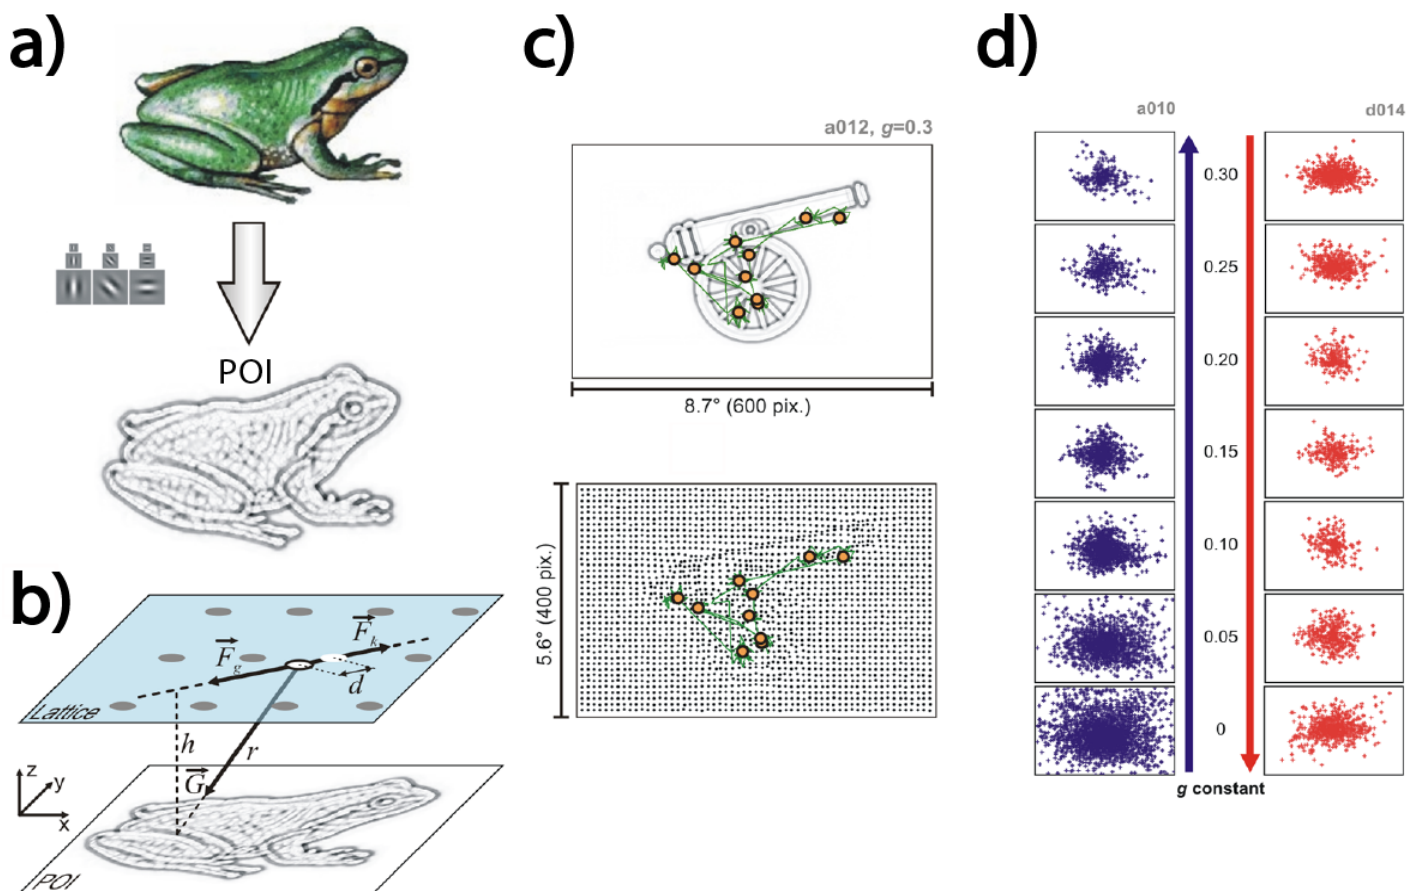 a)
POI
b)
F_k
F_g
d
Lattice
h
r
G
z
y
x
POI
c)
a012, g=0.3
8.7° (600 pix.)
5.6° (400 pix.)
d)
a010
d014
0.30
0.25
0.20
0.15
0.10
0.05
0
g constant